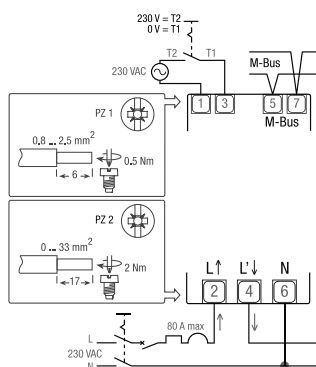 230 V = T2
0 V = T1
T2 T1
230 VAC
M-Bus
1 3 5 7
M-Bus
PZ 1
0.8 ... 2.5 mm²
0.5 Nm
6
PZ 2
0 ... 33 mm²
2 Nm
17
L↑ L'↓ N
2 4 6
80 A max
L
230 VAC
N